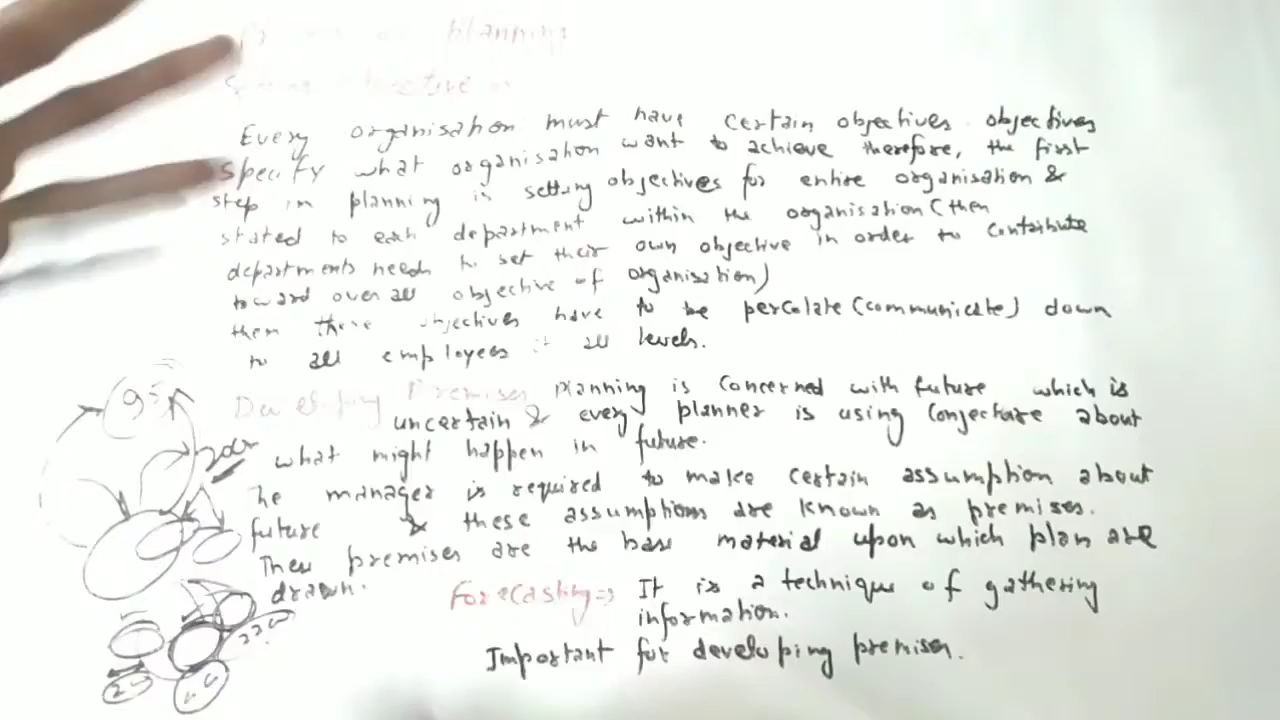 planning
Every organisation must have certain objectives. objectives
specify what organisation want to achieve therefore, the first
step in planning is setting objectives for entire organisation &
stated to each department within the organisation (then
departments needs to set their own objective in order to contribute
toward over all objective of organisation)
then these objectives have to be percolate (communicate) down
to all employees all levels.
Developing Premises planning is concerned with future which is
uncertain & every planner is using conjecture about
what might happen in future.
The manager is required to make certain assumption about
future & these assumptions are known as premises.
These premises are the base material upon which plan are
drawn.
Forecasting => It is a technique of gathering
information.
Important for developing premises.
95